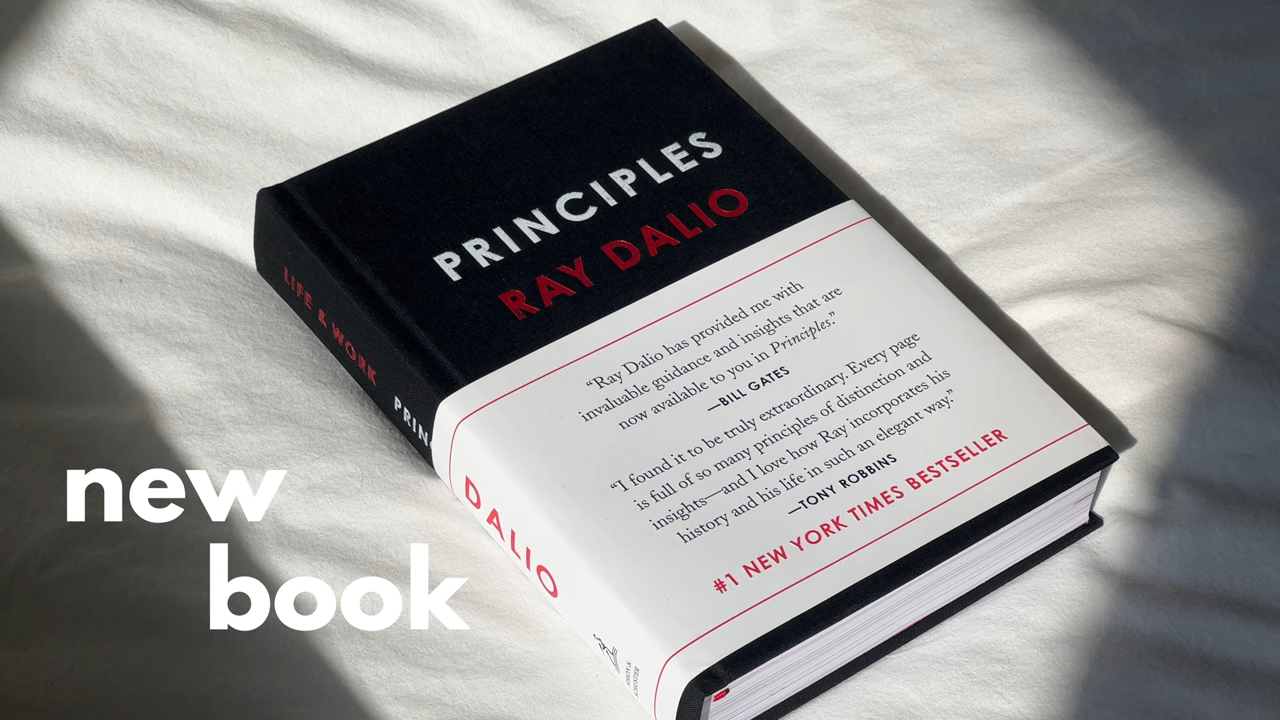 PRINCIPLES
RAY DALIO
“Ray Dalio has provided me with
invaluable guidance and insights that are
now available to you in Principles.”
—BILL GATES
“I found it to be truly extraordinary. Every page
is full of so many principles of distinction and
insights—and I love how Ray incorporates his
history and his life in such an elegant way.”
—TONY ROBBINS
#1 NEW YORK TIMES BESTSELLER
LIFE & WORK
PRIN
DALIO
SIMON &
SCHUSTER
new
book